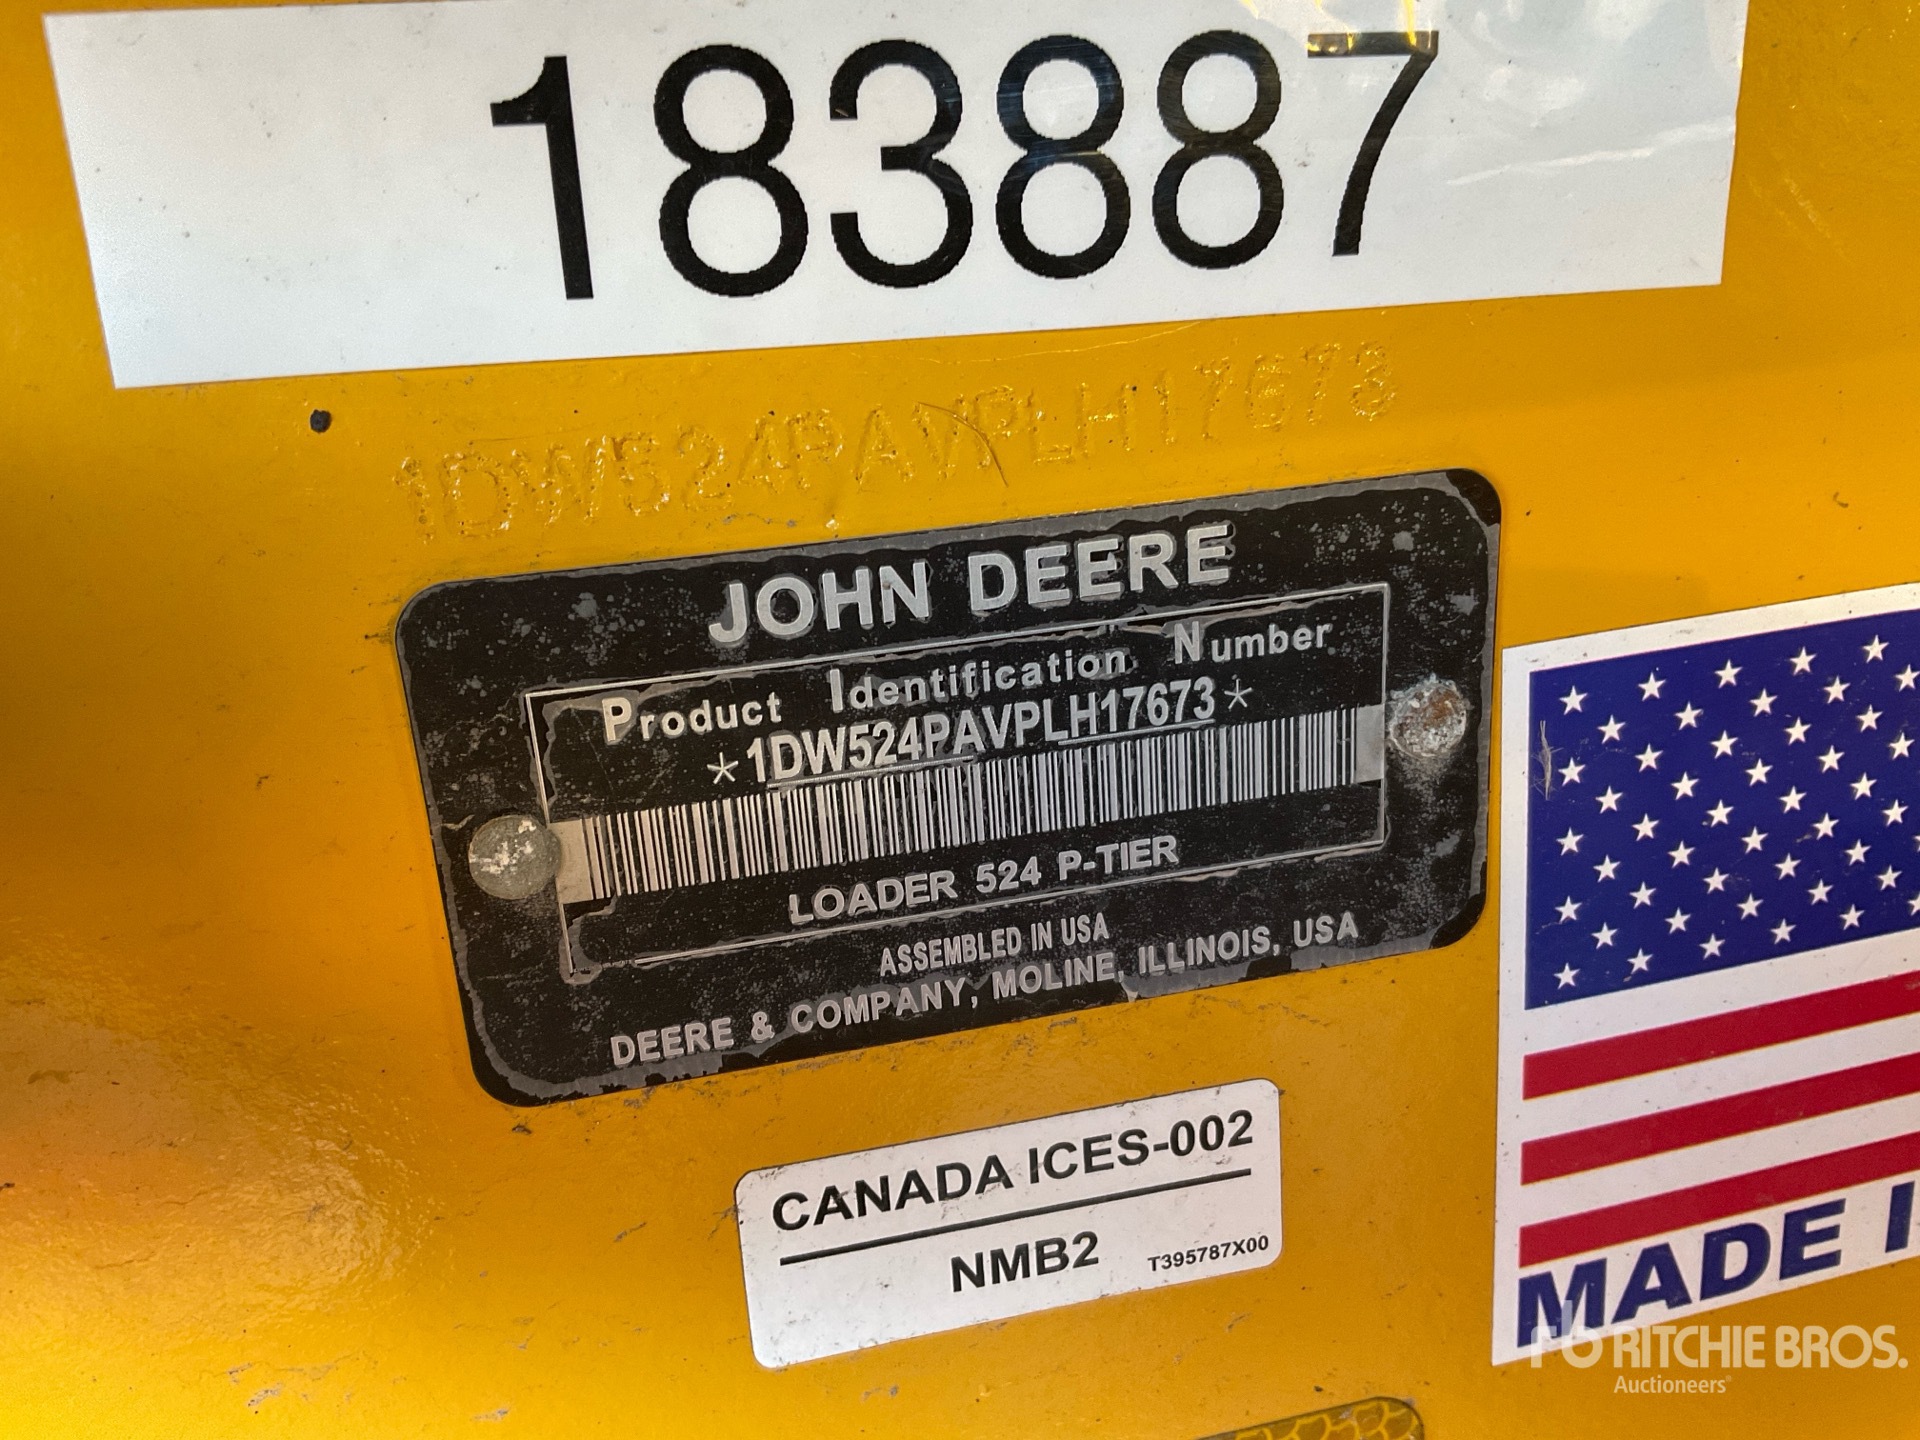 183887
1DW524PAVPLH17673
JOHN DEERE
Product Identification Number
*1DW524PAVPLH17673*
LOADER 524 P-TIER
ASSEMBLED IN USA
DEERE & COMPANY, MOLINE, ILLINOIS, USA
CANADA ICES-002
NMB2 T395787X00
MADE I
RITCHIE BROS.
Auctioneers